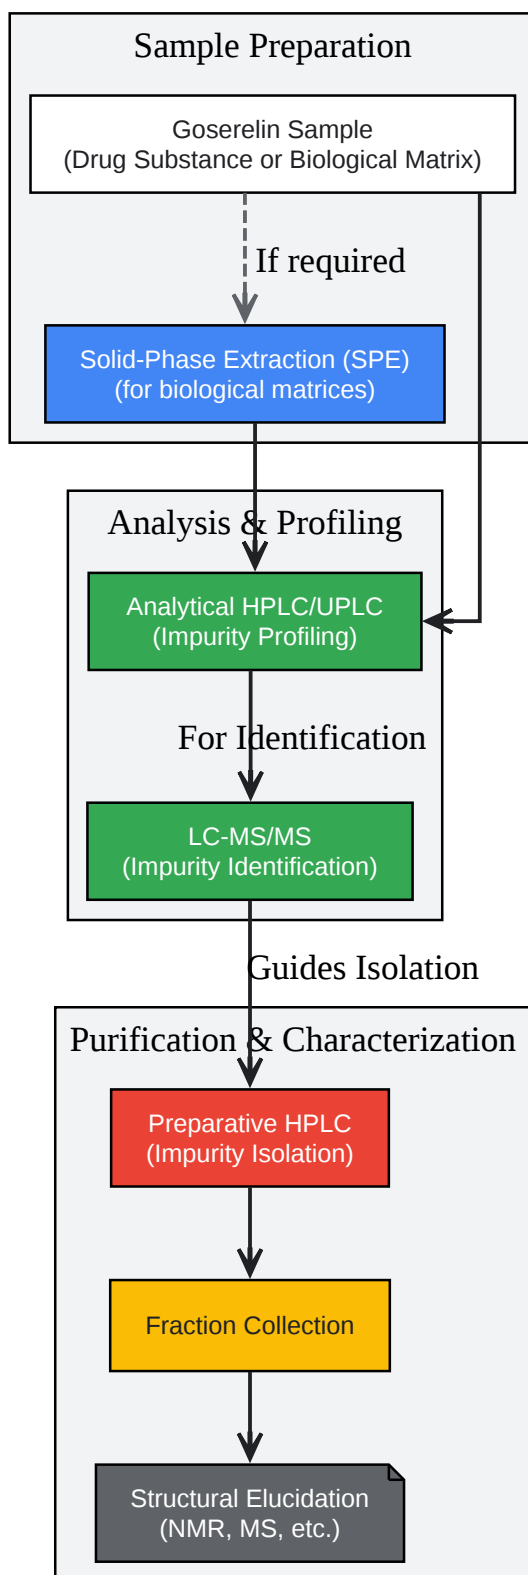 Sample Preparation
Goserelin Sample
(Drug Substance or Biological Matrix)
If required
Solid-Phase Extraction (SPE)
(for biological matrices)
Analysis & Profiling
Analytical HPLC/UPLC
(Impurity Profiling)
For Identification
LC-MS/MS
(Impurity Identification)
Guides Isolation
Purification & Characterization
Preparative HPLC
(Impurity Isolation)
Fraction Collection
Structural Elucidation
(NMR, MS, etc.)